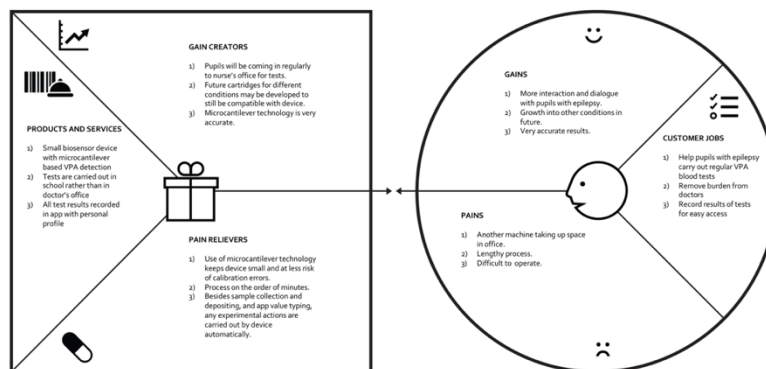 GAIN CREATORS
1) Pupils will be coming in regularly
to nurse's office for tests.
2) Future cartridges for different
conditions may be developed to
still be compatible with device.
3) Microcantilever technology is very
accurate.
PRODUCTS AND SERVICES
1) Small biosensor device
with microcantilever
based VPA detection
2) Tests are carried out in
school rather than in
doctor's office
3) All test results recorded
in app with personal
profile
PAIN RELIEVERS
1) Use of microcantilever technology
keeps device small and at less risk
of calibration errors.
2) Process on the order of minutes.
3) Besides sample collection and
depositing, and app value typing,
any experimental actions are
carried out by device
automatically.
GAINS
1) More interaction and dialogue
with pupils with epilepsy.
2) Growth into other conditions in
future.
3) Very accurate results.
CUSTOMER JOBS
1) Help pupils with epilepsy
carry out regular VPA
blood tests
2) Remove burden from
doctors
3) Record results of tests
for easy access
PAINS
1) Another machine taking up space
in office.
2) Lengthy process.
3) Difficult to operate.